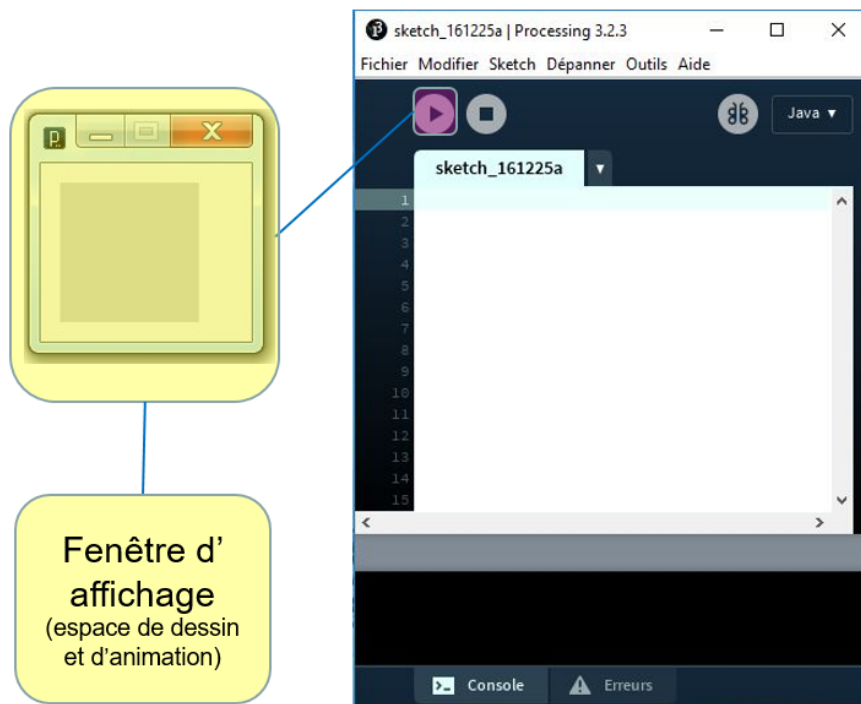 sketch_161225a | Processing 3.2.3
Fichier Modifier Sketch Dépanner Outils Aide
Java
sketch_161225a
1
2
3
4
5
6
7
8
9
10
11
12
13
14
15
Fenêtre d’
affichage
(espace de dessin
et d’animation)
Console
Erreurs